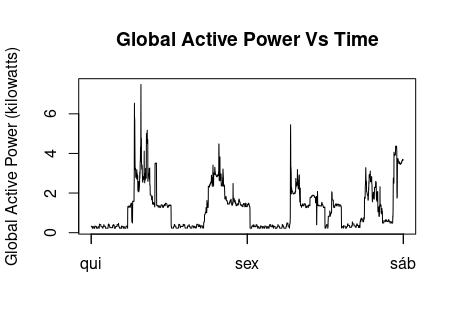 Global Active Power Vs Time
Global Active Power (kilowatts)
6
4
2
0
qui sex sáb